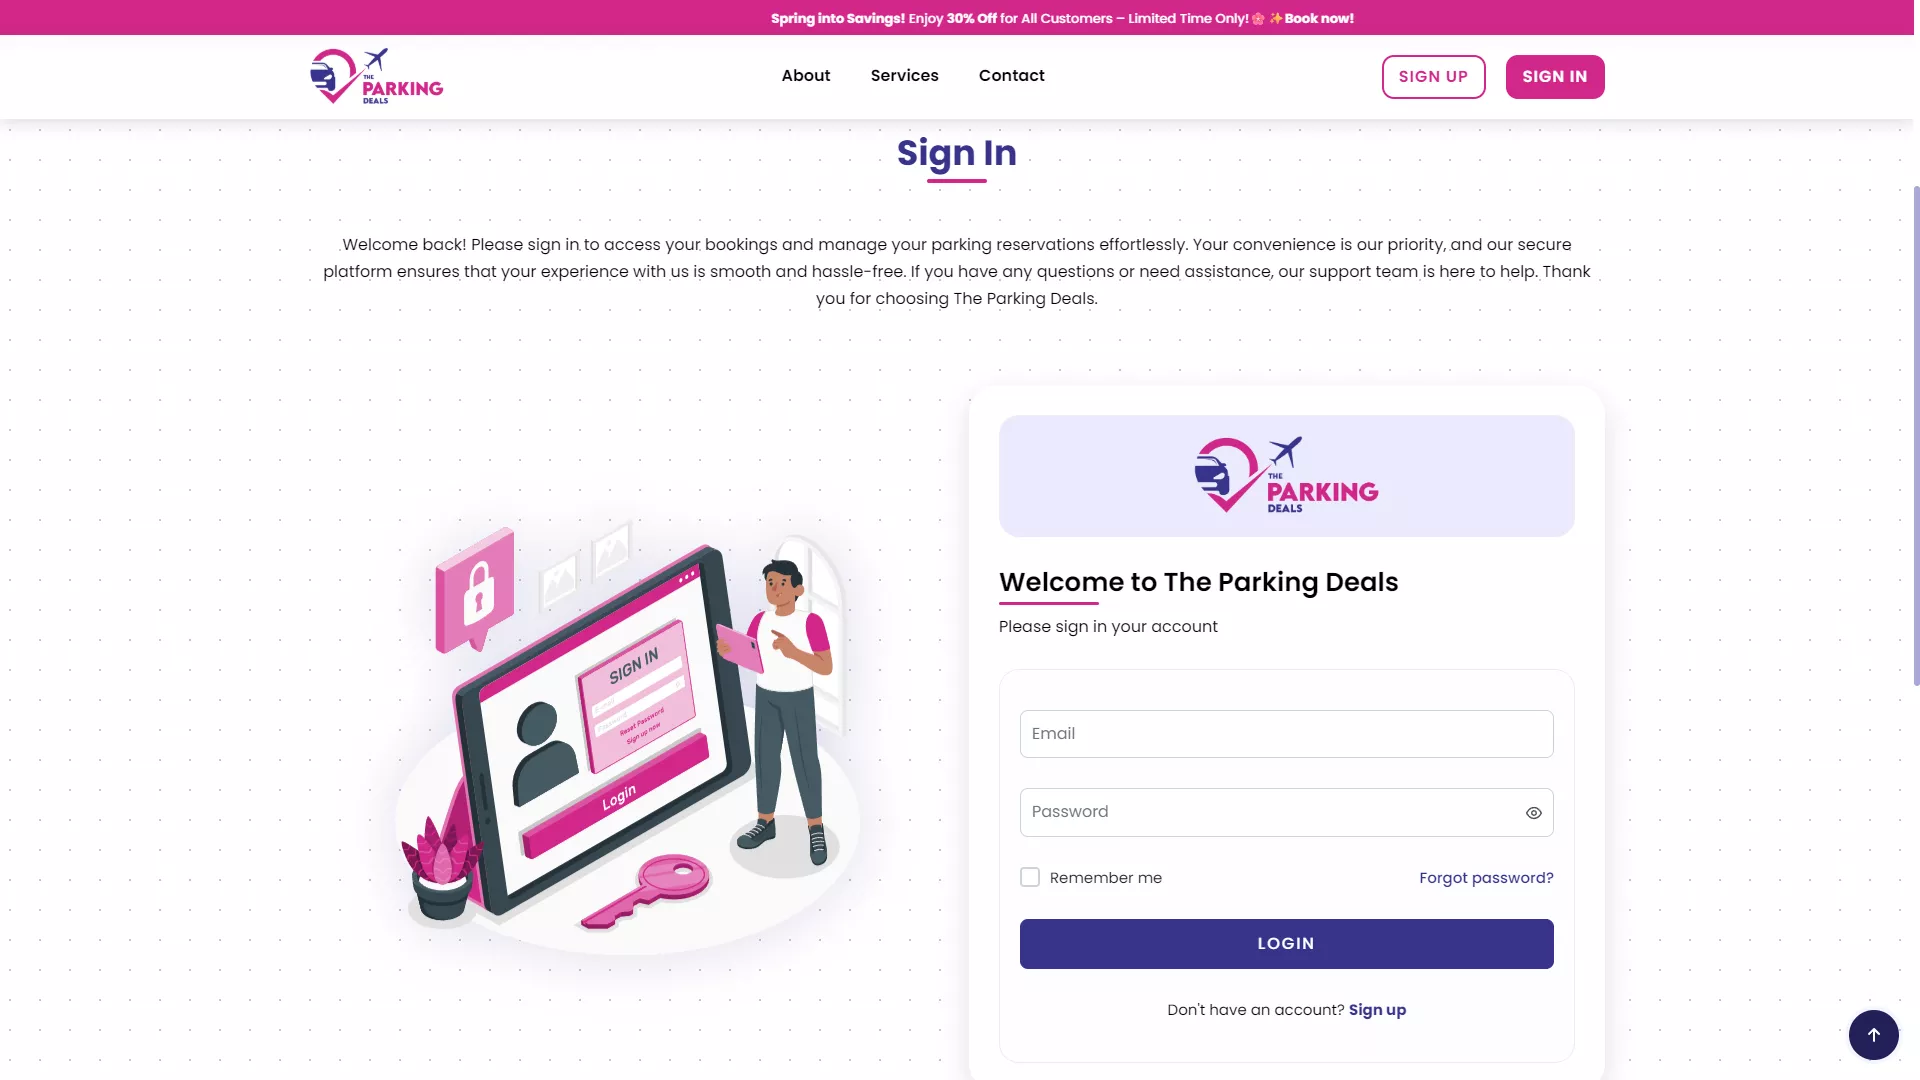 Spring into Savings! Enjoy 30% Off for All Customers – Limited Time Only! 🌸 ✨ Book now!
THE
PARKING
DEALS
About
Services
Contact
SIGN UP
SIGN IN
Sign In
Welcome back! Please sign in to access your bookings and manage your parking reservations effortlessly. Your convenience is our priority, and our secure
platform ensures that your experience with us is smooth and hassle-free. If you have any questions or need assistance, our support team is here to help. Thank
you for choosing The Parking Deals.
THE
PARKING
DEALS
Welcome to The Parking Deals
Please sign in your account
SIGN IN
E-mail
Password
Reset Password
Sign up now
Login
Email
Password
Remember me
Forgot password?
LOGIN
Don't have an account? Sign up